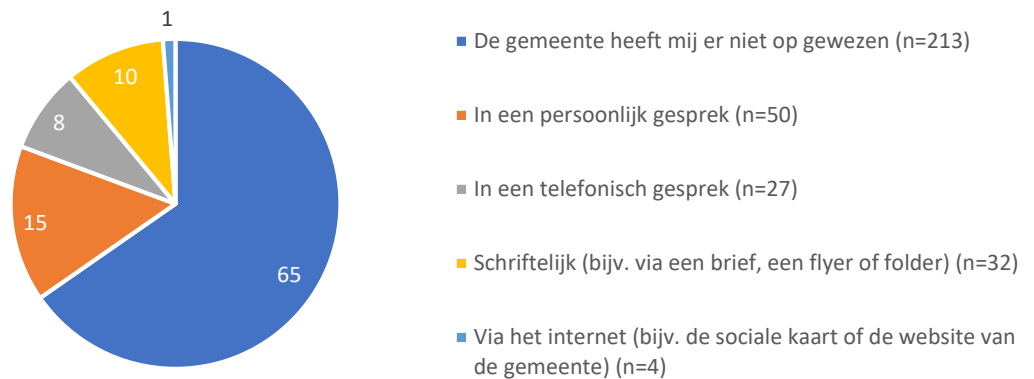 1
10
8
15
65
De gemeente heeft mij er niet op gewezen (n=213)
In een persoonlijk gesprek (n=50)
In een telefonisch gesprek (n=27)
Schriftelijk (bijv. via een brief, een flyer of folder) (n=32)
Via het internet (bijv. de sociale kaart of de website van
de gemeente) (n=4)